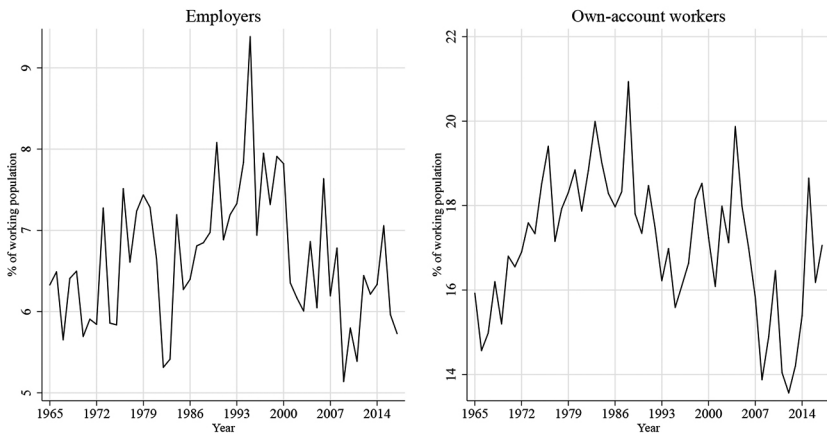 Employers
% of working population
9
8
7
6
5
1965 1972 1979 1986 1993 2000 2007 2014
Year
Own-account workers
% of working population
22
20
18
16
14
1965 1972 1979 1986 1993 2000 2007 2014
Year